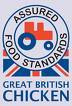 ASSURED
FOOD STANDARDS
GREAT BRITISH
CHICKEN